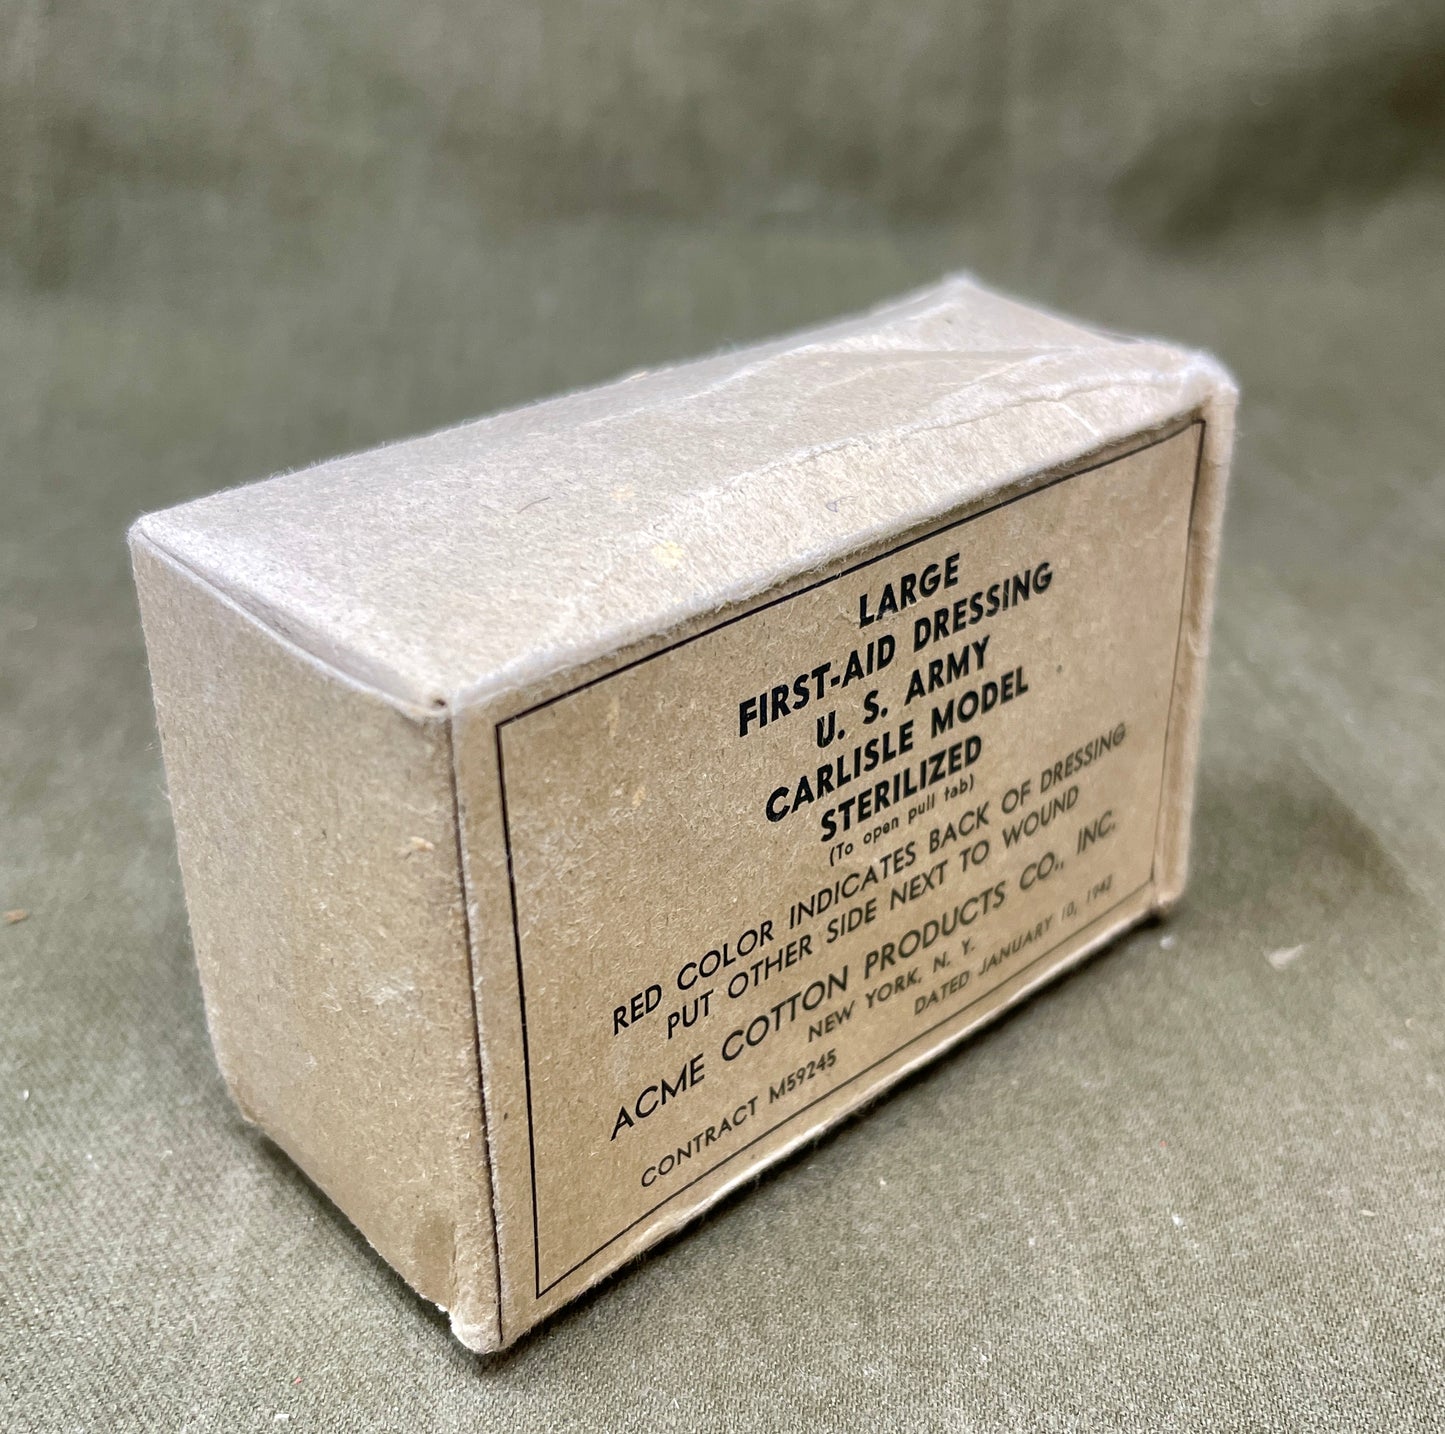 LARGE
FIRST-AID DRESSING
U. S. ARMY
CARLISLE MODEL
STERILIZED
(To open pull tab)
RED COLOR INDICATES BACK OF DRESSING
PUT OTHER SIDE NEXT TO WOUND
ACME COTTON PRODUCTS CO., INC.
NEW YORK, N. Y.
CONTRACT M59245 DATED JANUARY 10, 1942